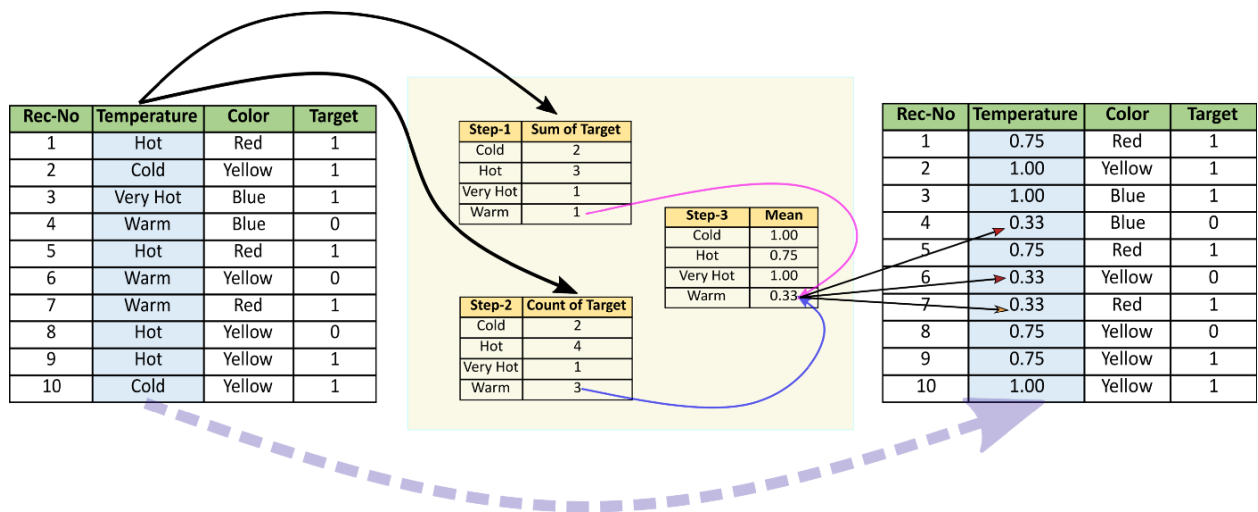 Rec-No Temperature Color Target
1 Hot Red 1
2 Cold Yellow 1
3 Very Hot Blue 1
4 Warm Blue 0
5 Hot Red 1
6 Warm Yellow 0
7 Warm Red 1
8 Hot Yellow 0
9 Hot Yellow 1
10 Cold Yellow 1
Step-1 Sum of Target
Cold 2
Hot 3
Very Hot 1
Warm 1
Step-2 Count of Target
Cold 2
Hot 4
Very Hot 1
Warm 3
Step-3 Mean
Cold 1.00
Hot 0.75
Very Hot 1.00
Warm 0.33
Rec-No Temperature Color Target
1 0.75 Red 1
2 1.00 Yellow 1
3 1.00 Blue 1
4 0.33 Blue 0
5 0.75 Red 1
6 0.33 Yellow 0
7 0.33 Red 1
8 0.75 Yellow 0
9 0.75 Yellow 1
10 1.00 Yellow 1